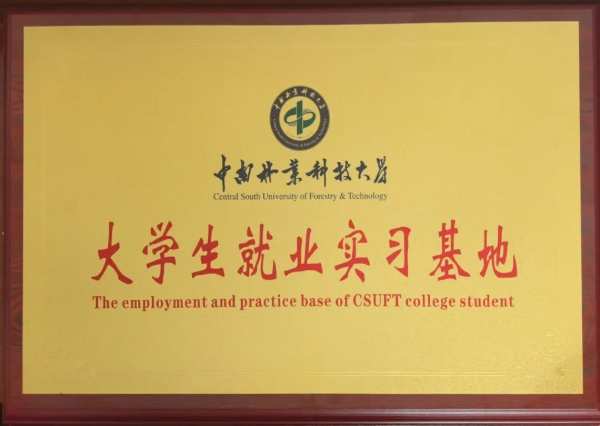 中南林業科技大學
Central South University of Forestry & Technology
大学生就业实习基地
The employment and practice base of CSUFT college student